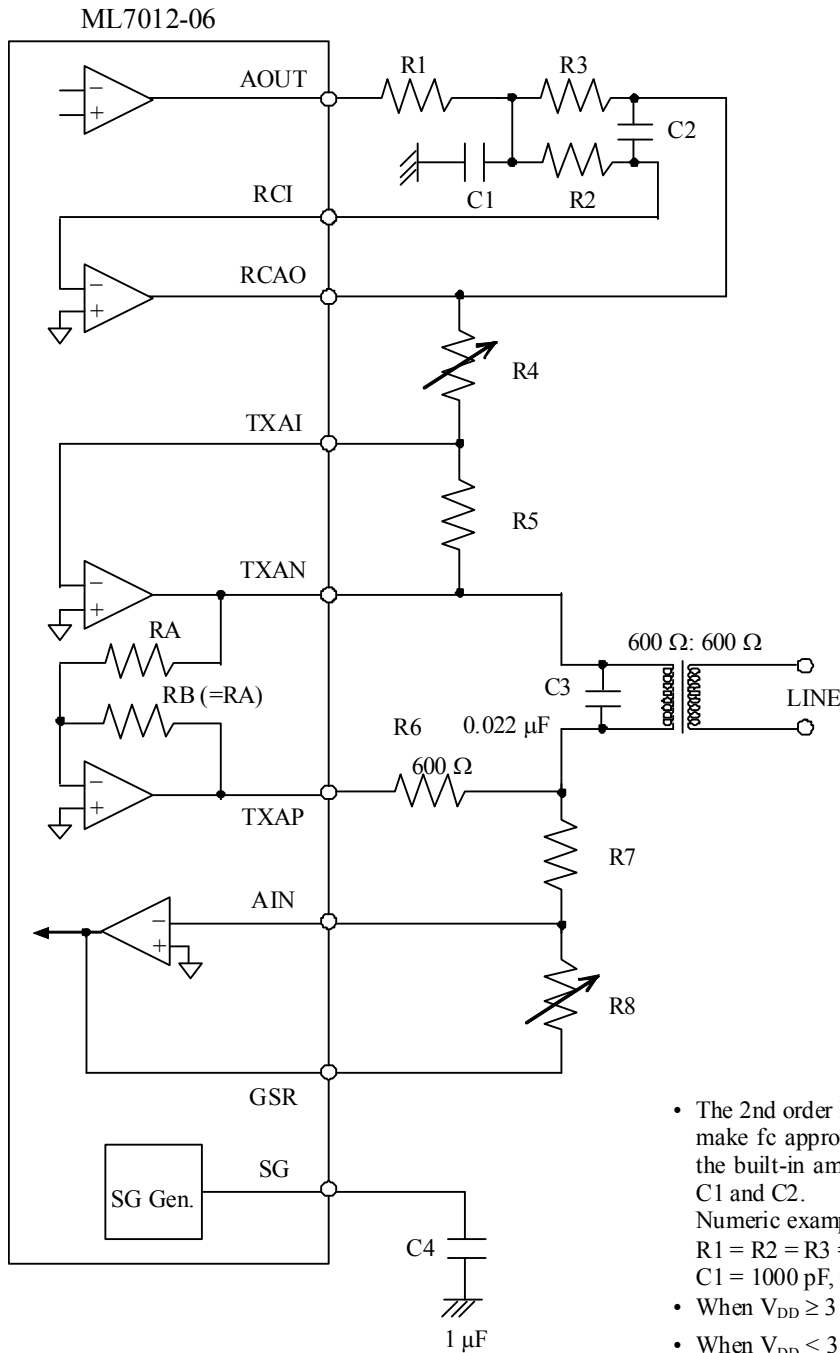 ML7012-06
AOUT
R1
R3
C2
C1
R2
RCI
RCAO
R4
TXAI
R5
TXAN
RA
RB (=RA)
600 Ω: 600 Ω
C3
LINE
0.022 μF
R6
600 Ω
TXAP
R7
AIN
R8
GSR
SG
SG Gen.
C4
1 μF
• The 2nd order
make fc appro
the built-in am
C1 and C2.
Numeric examp
R1 = R2 = R3 =
C1 = 1000 pF,
• When VDD ≥ 3
• When VDD < 3